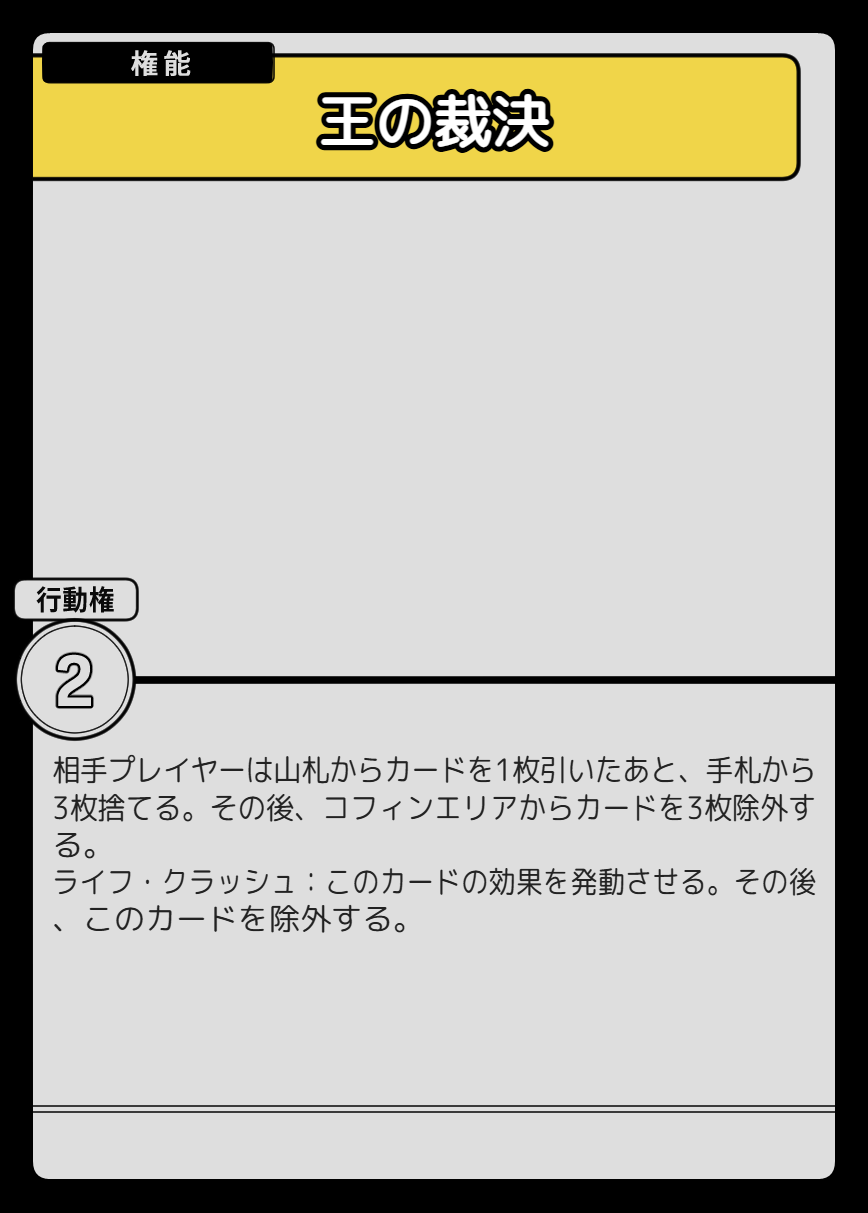 権能
王の裁決
行動権
2
相手プレイヤーは山札からカードを1枚引いたあと、手札から
3枚捨てる。その後、コフィンエリアからカードを3枚除外す
る。
ライフ・クラッシュ：このカードの効果を発動させる。その後
、このカードを除外する。